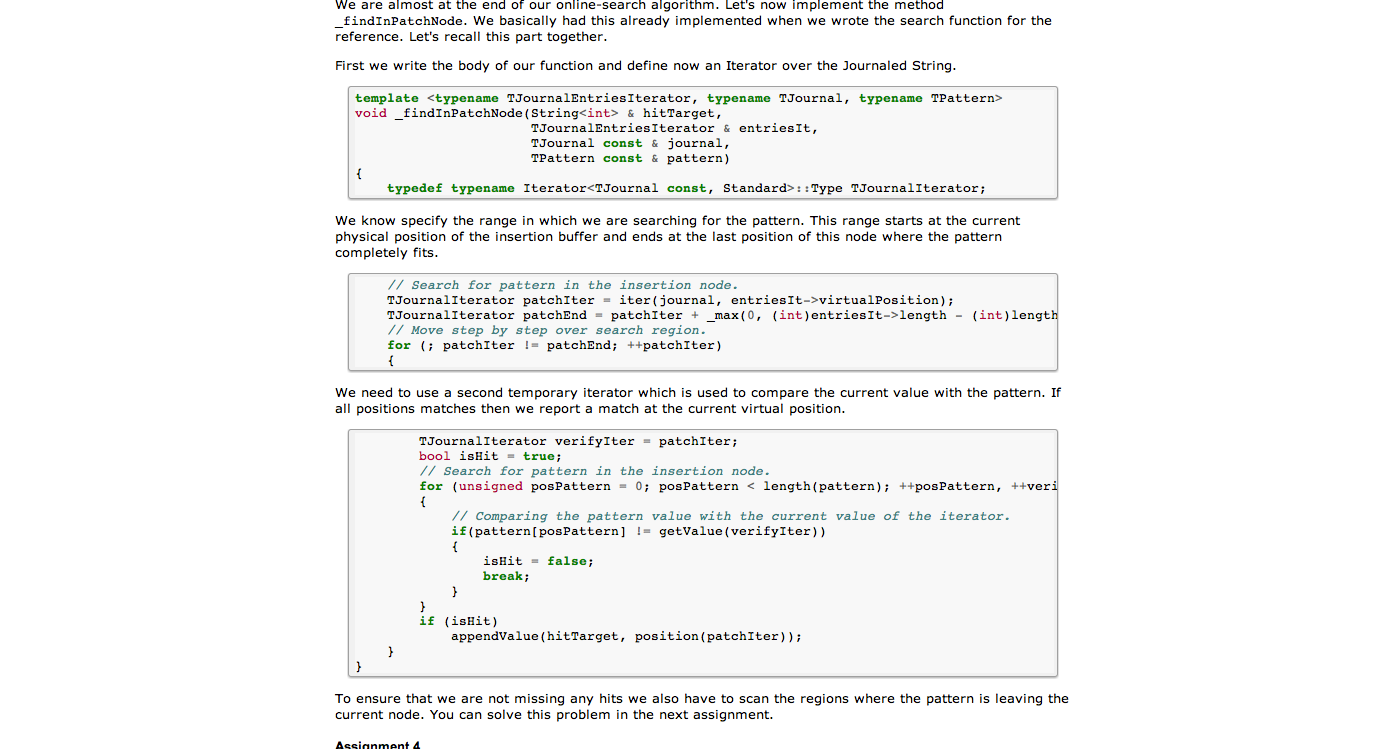 We are almost at the end of our online-search algorithm. Let's now implement the method
_findInPatchNode. We basically had this already implemented when we wrote the search function for the
reference. Let's recall this part together.
First we write the body of our function and define now an Iterator over the Journaled String.
template <typename TJournalEntriesIterator, typename TJournal, typename TPattern>
void _findInPatchNode(String<int> & hitTarget,
TJournalEntriesIterator & entriesIt,
TJournal const & journal,
TPattern const & pattern)
{
typedef typename Iterator<TJournal const, Standard>::Type TJournalIterator;
We know specify the range in which we are searching for the pattern. This range starts at the current
physical position of the insertion buffer and ends at the last position of this node where the pattern
completely fits.
// Search for pattern in the insertion node.
TJournalIterator patchIter = iter(journal, entriesIt->virtualPosition);
TJournalIterator patchEnd = patchIter + _max(0, (int)entriesIt->length - (int)length
// Move step by step over search region.
for (; patchIter != patchEnd; ++patchIter)
{
We need to use a second temporary iterator which is used to compare the current value with the pattern. If
all positions matches then we report a match at the current virtual position.
TJournalIterator verifyIter = patchIter;
bool isHit = true;
// Search for pattern in the insertion node.
for (unsigned posPattern = 0; posPattern < length(pattern); ++posPattern, ++veri
{
// Comparing the pattern value with the current value of the iterator.
if(pattern[posPattern] != getValue(verifyIter))
{
isHit = false;
break;
}
}
if (isHit)
appendValue(hitTarget, position(patchIter));
}
}
To ensure that we are not missing any hits we also have to scan the regions where the pattern is leaving the
current node. You can solve this problem in the next assignment.
Assignment 4